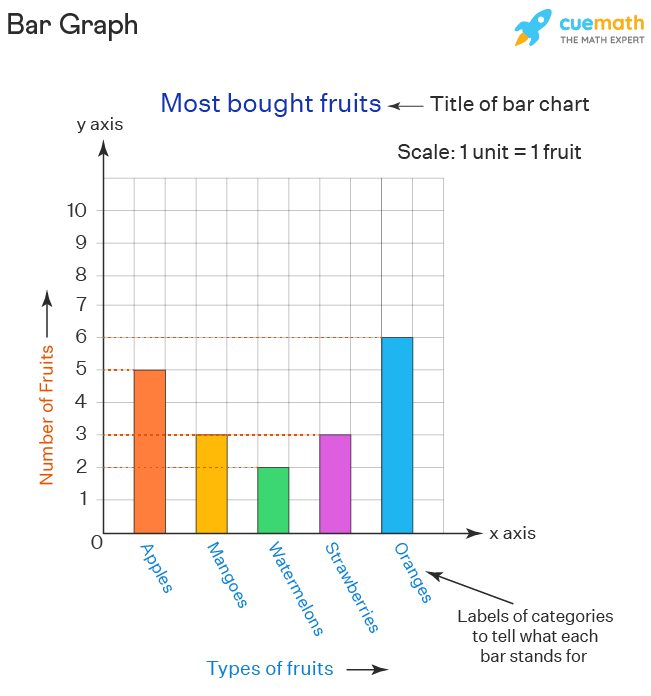 Bar Graph
cuemath
THE MATH EXPERT
Most bought fruits
Title of bar chart
y axis
Scale: 1 unit = 1 fruit
10
9
8
7
6
5
4
3
2
1
0
Number of Fruits
x axis
Apples
Mangoes
Watermelons
Strawberries
Oranges
Labels of categories
to tell what each
bar stands for
Types of fruits